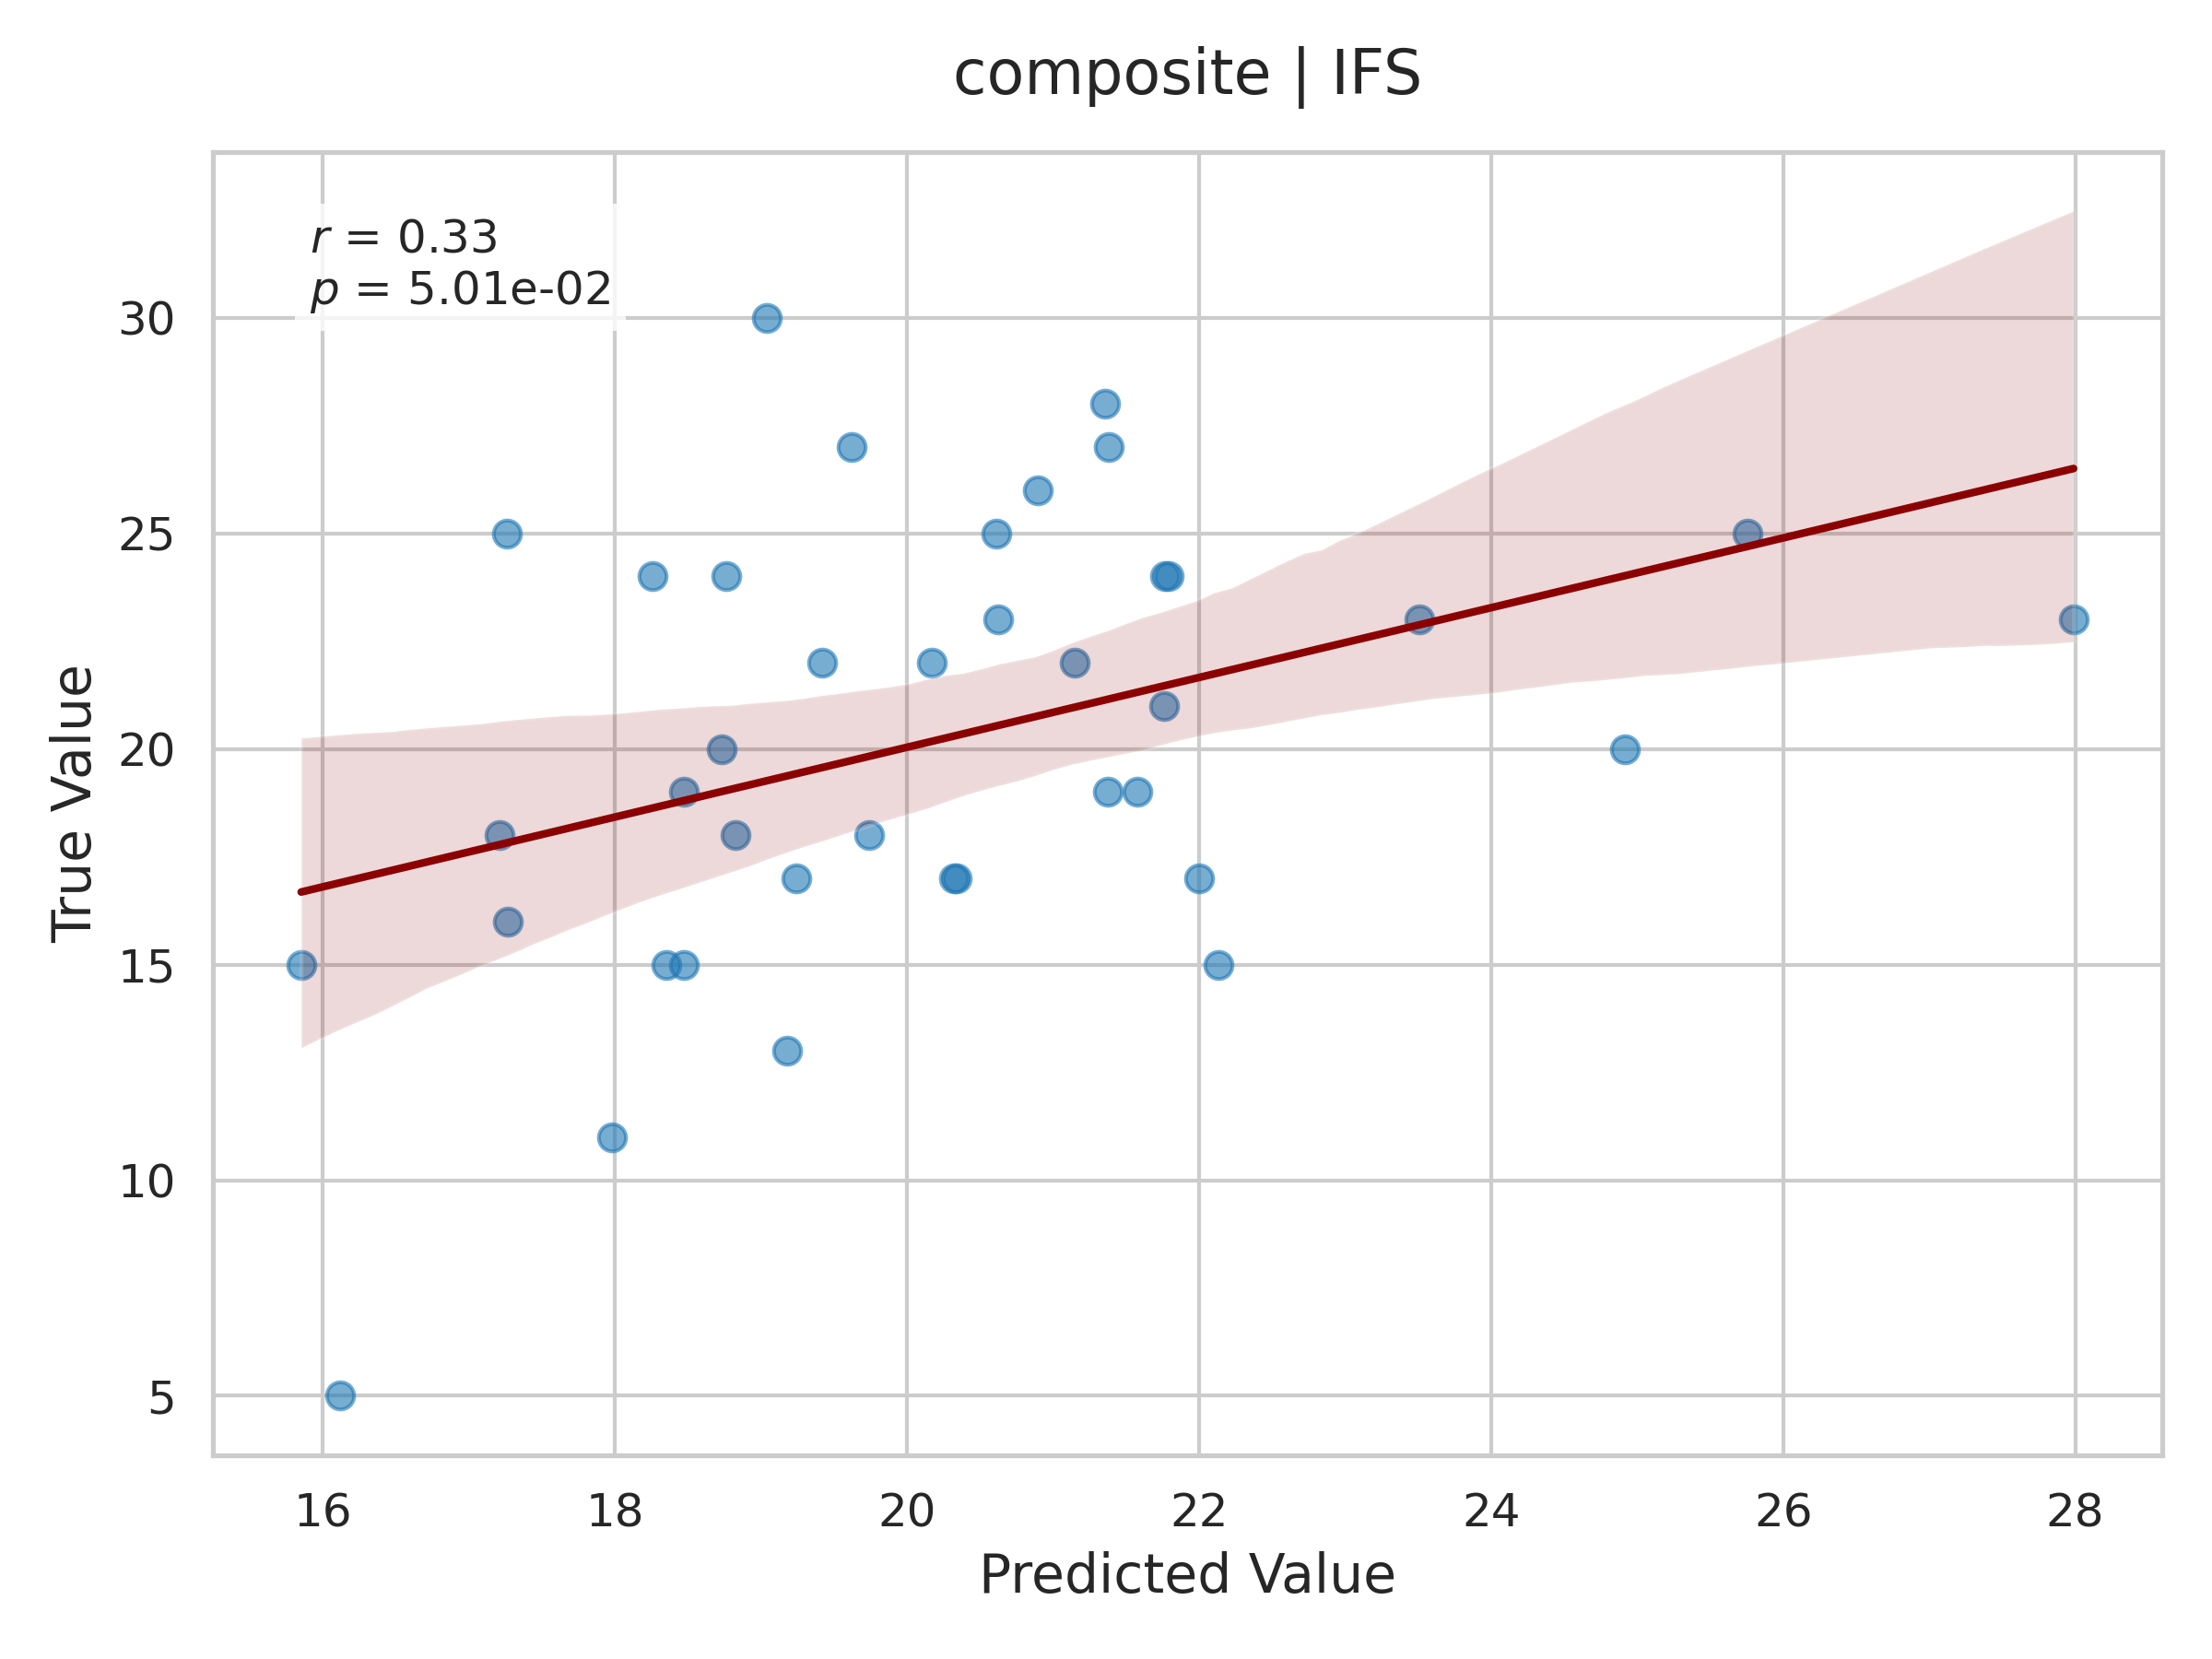 composite | IFS
r = 0.33
p = 5.01e-02
30
25
20
15
10
5
True Value
16 18 20 22 24 26 28
Predicted Value